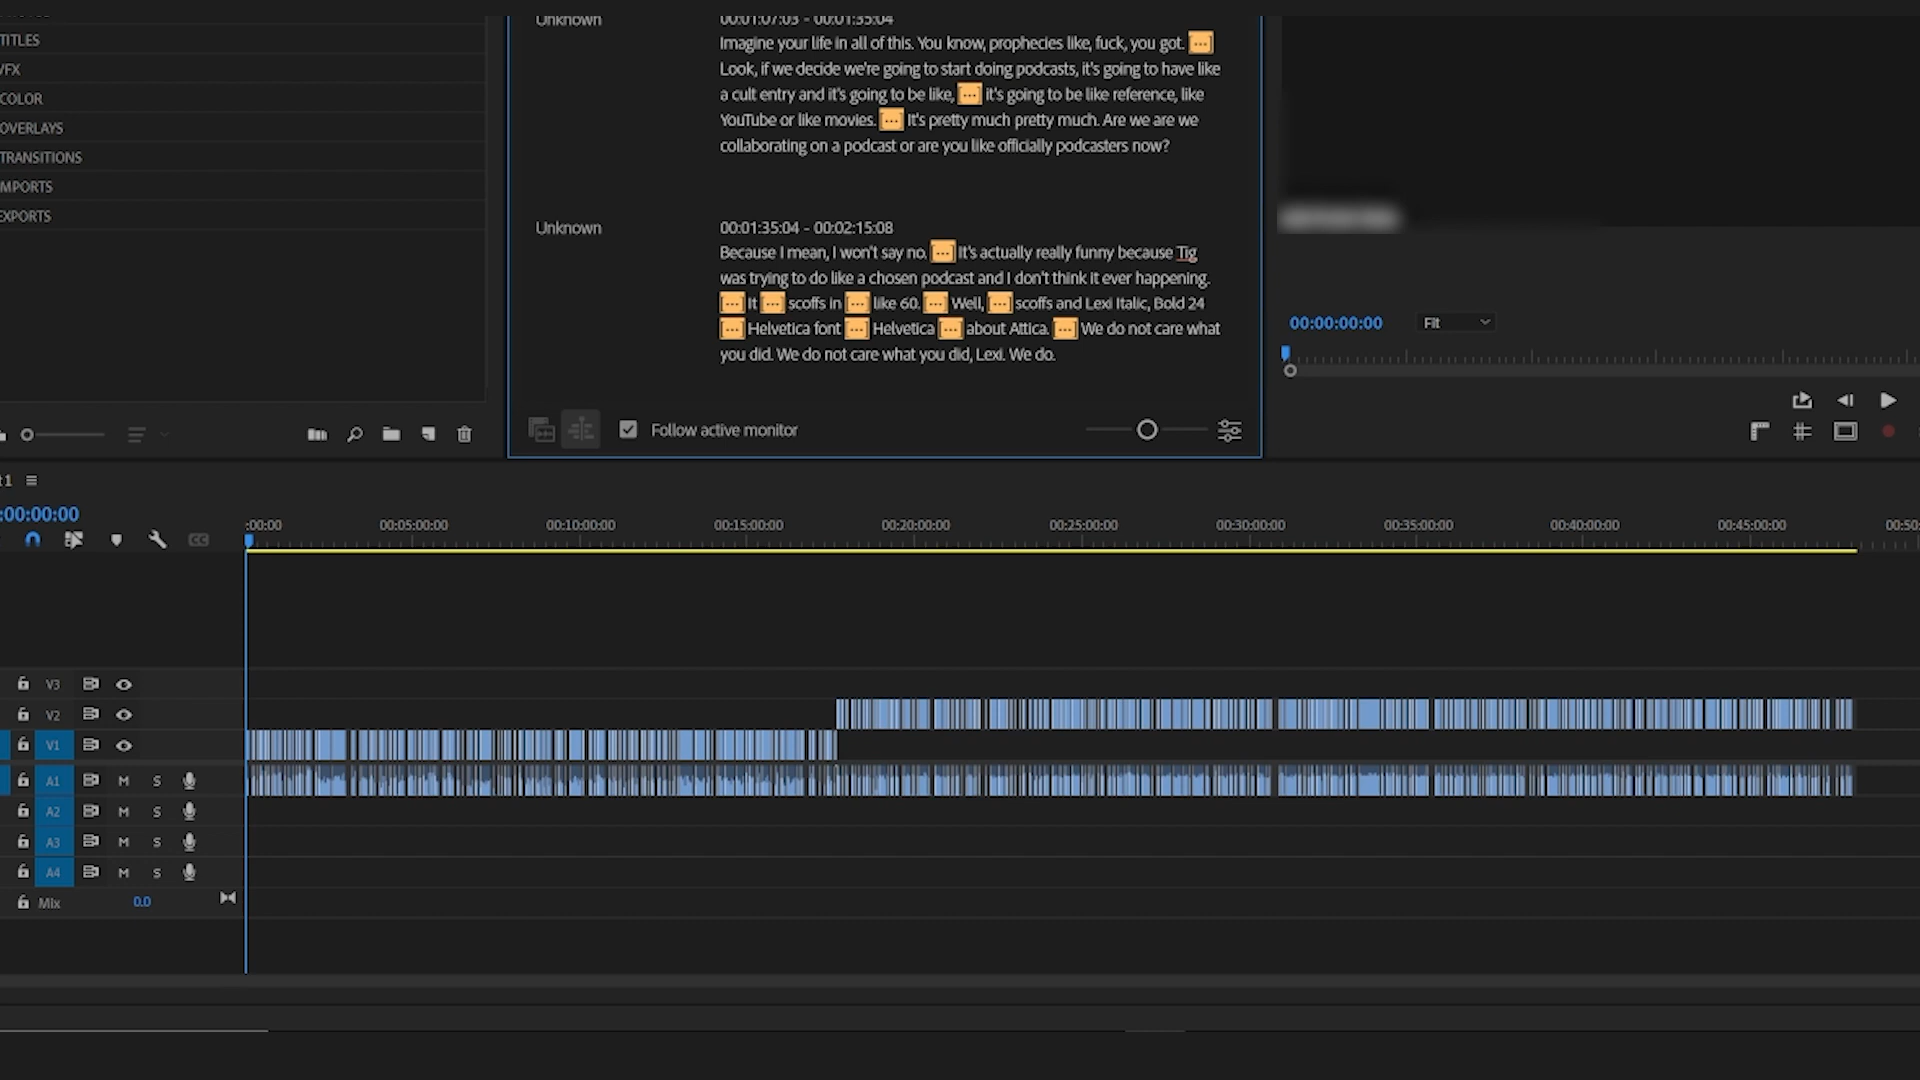 TITLES
VFX
COLOR
OVERLAYS
TRANSITIONS
IMPORTS
EXPORTS
Unknown
00:01:07:03 - 00:01:35:04
Imagine your life in all of this. You know, prophecies like, fuck, you got. [...]
Look, if we decide we're going to start doing podcasts, it's going to have like
a cult entry and it's going to be like, [...] it's going to be like reference, like
YouTube or like movies. [...] It's pretty much pretty much. Are we are we
collaborating on a podcast or are you like officially podcasters now?
Unknown
00:01:35:04 - 00:02:15:08
Because I mean, I won't say no. [...] It's actually really funny because Tig
was trying to do like a chosen podcast and I don't think it ever happening.
[...] It [...] scoffs in [...] like 60. [...] Well, [...] scoffs and Lexi Italic, Bold 24
[...] Helvetica font [...] Helvetica [...] about Attica. [...] We do not care what
you did. We do not care what you did, Lexi. We do.
Follow active monitor
00:00:00:00
Fit
t1
:00:00:00
:00:00
00:05:00:00
00:10:00:00
00:15:00:00
00:20:00:00
00:25:00:00
00:30:00:00
00:35:00:00
00:40:00:00
00:45:00:00
00:50:
CC
V3
V2
V1
A1 M S
A2 M S
A3 M S
A4 M S
Mix 0.0